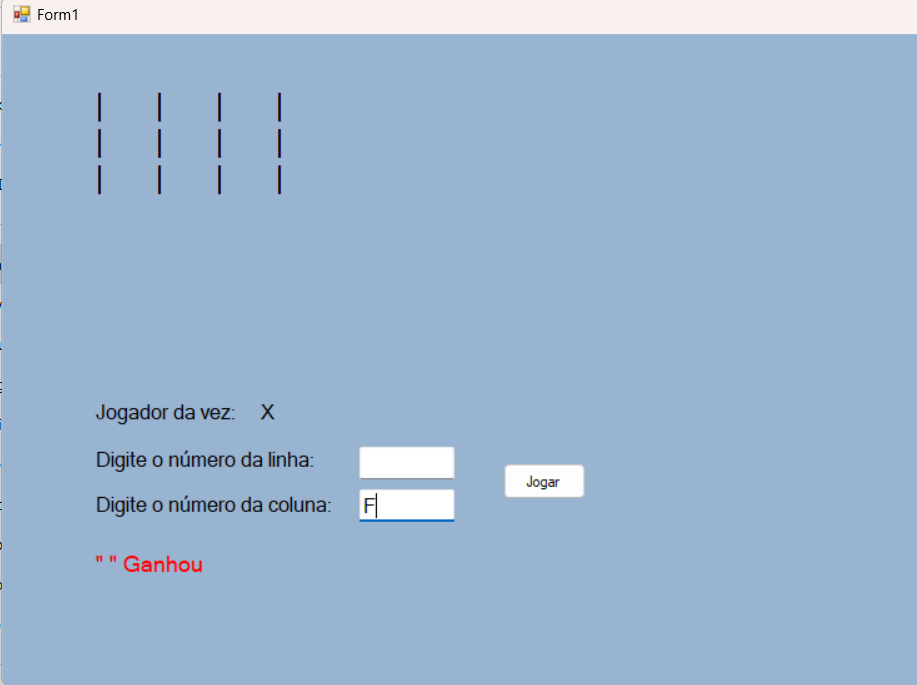 Form1
| | | |
| | | |
| | | |
Jogador da vez: X
Digite o número da linha:
Jogar
Digite o número da coluna: F
" " Ganhou